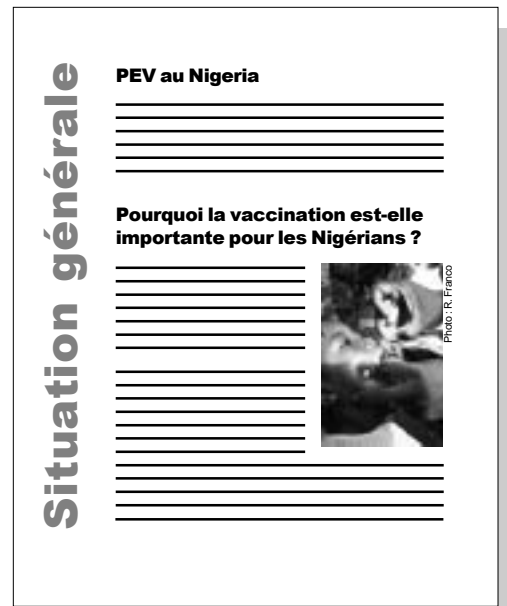 Situation générale
PEV au Nigeria
Pourquoi la vaccination est-elle
importante pour les Nigérians ?
Photo : R. Franco